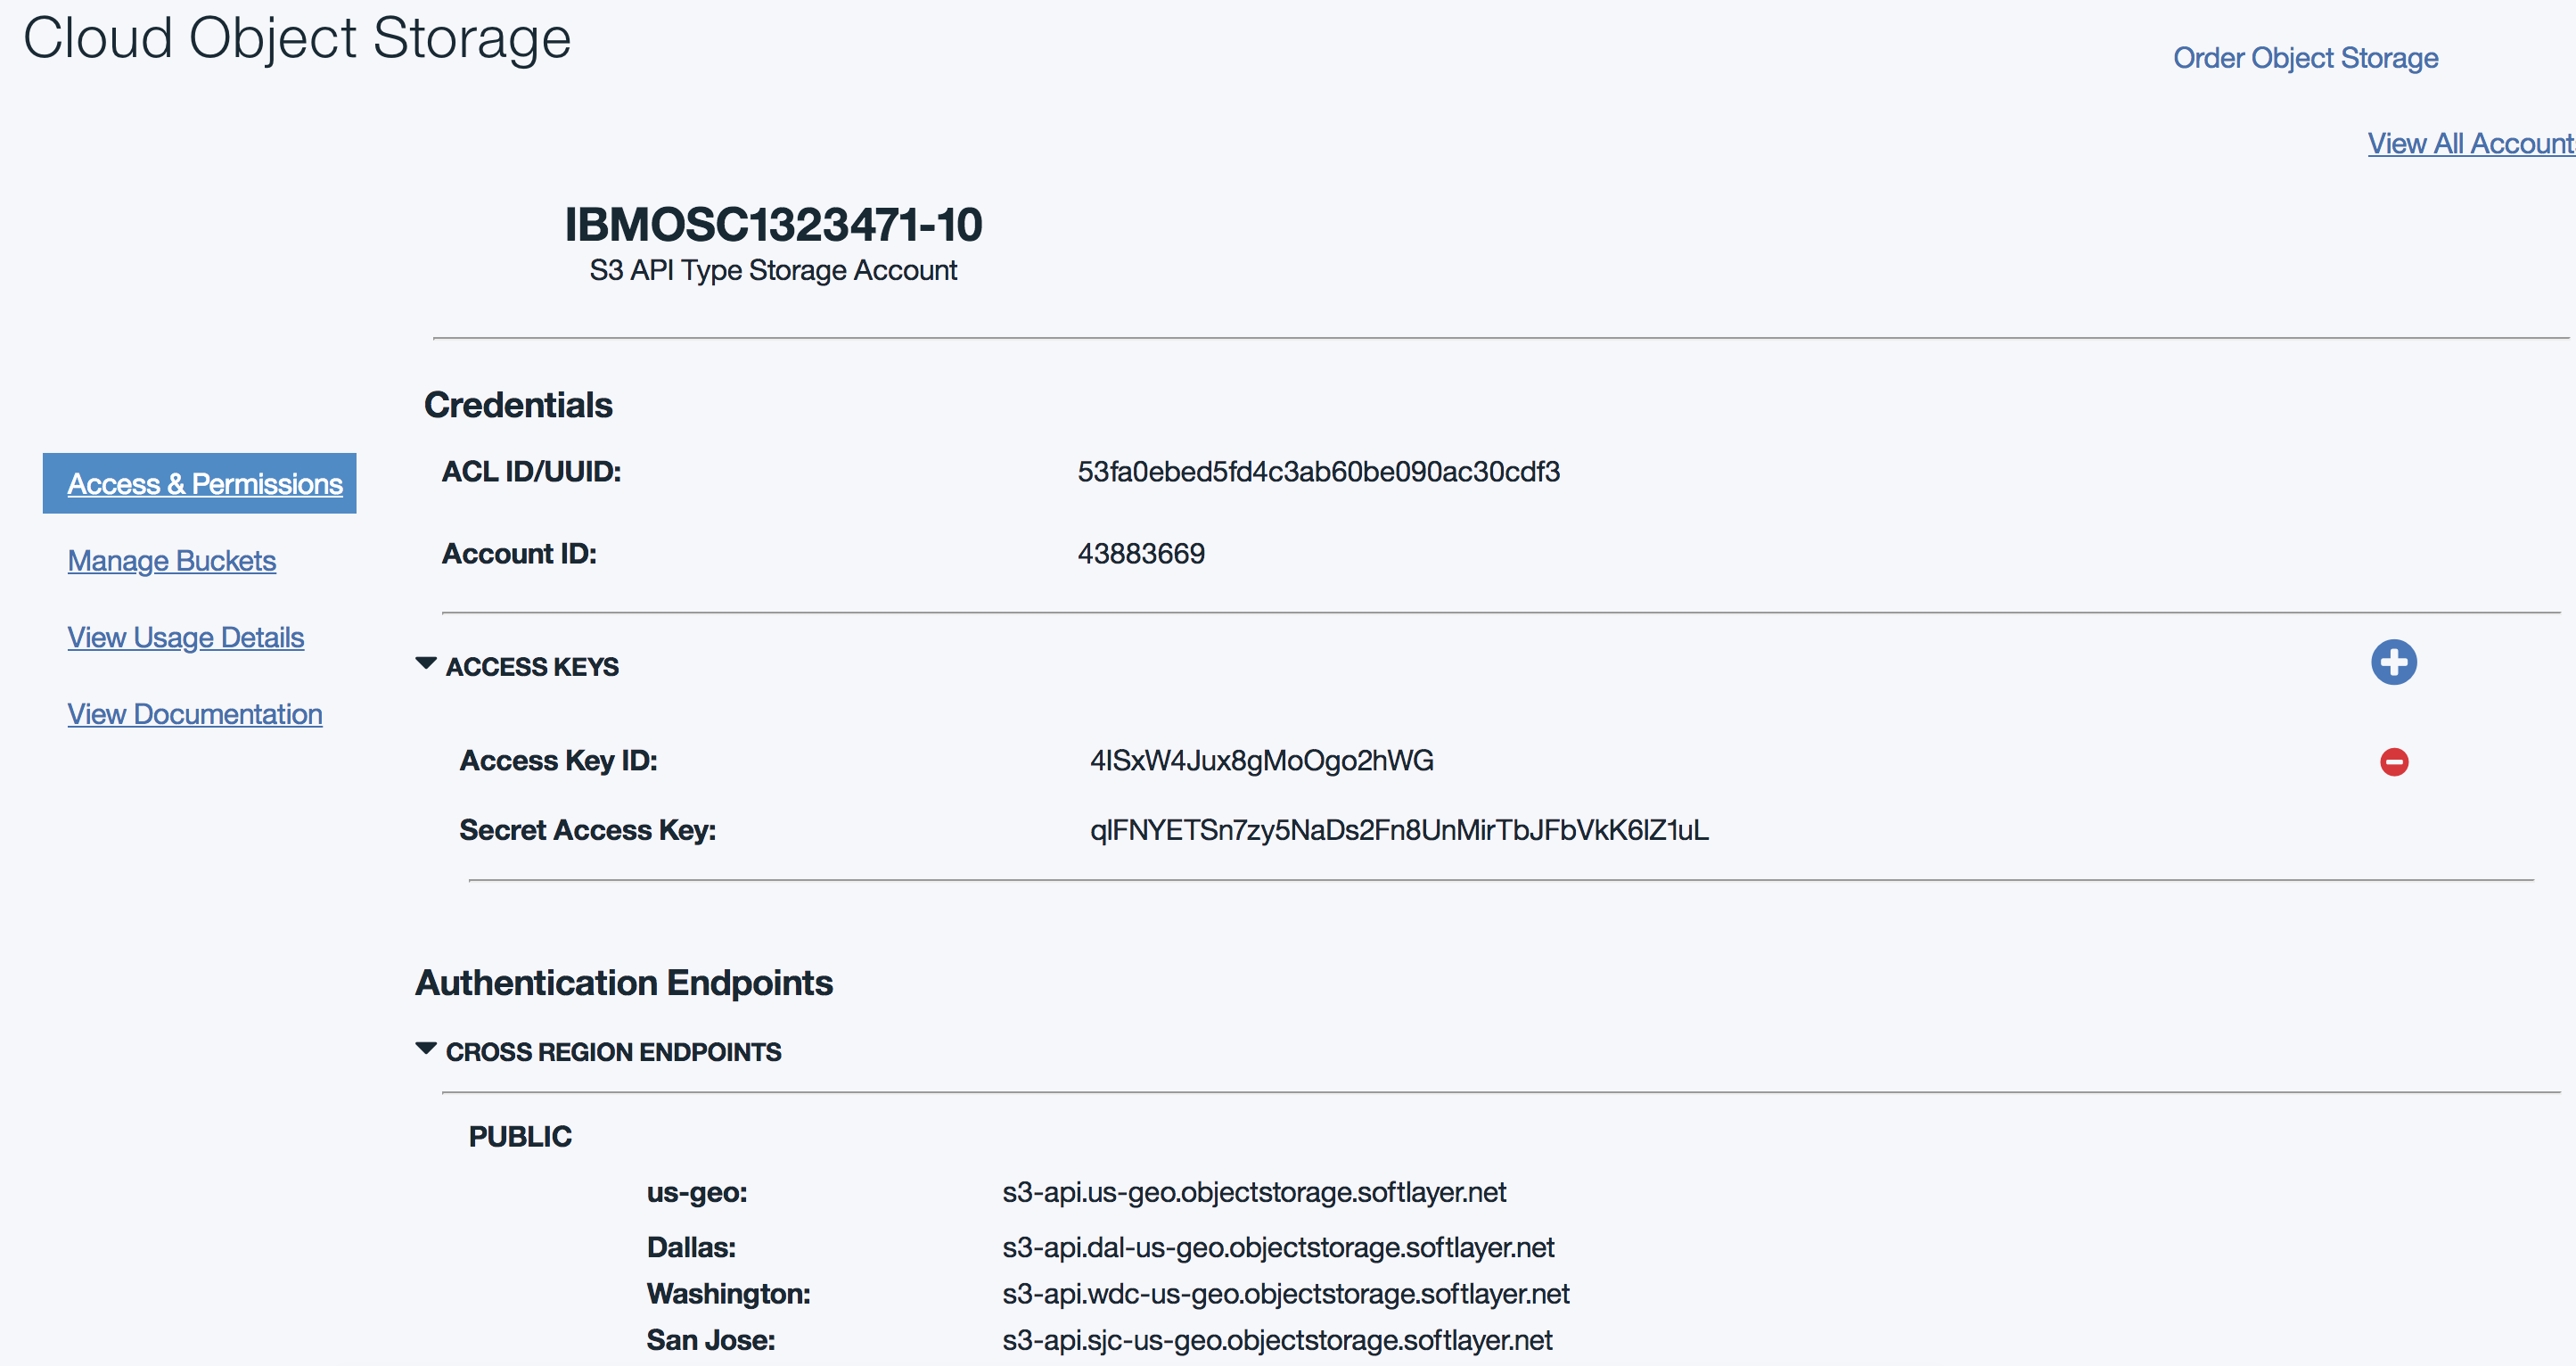 Cloud Object Storage
Order Object Storage
View All Account
IBMOSC1323471-10
S3 API Type Storage Account
Credentials
ACL ID/UUID: 53fa0ebed5fd4c3ab60be090ac30cdf3
Access & Permissions
Account ID: 43883669
Manage Buckets
View Usage Details
ACCESS KEYS
View Documentation
Access Key ID: 4ISxW4Jux8gMoOgo2hWG
Secret Access Key: qlFNYETSn7zy5NaDs2Fn8UnMirTbJFbVkK6lZ1uL
Authentication Endpoints
CROSS REGION ENDPOINTS
PUBLIC
us-geo: s3-api.us-geo.objectstorage.softlayer.net
Dallas: s3-api.dal-us-geo.objectstorage.softlayer.net
Washington: s3-api.wdc-us-geo.objectstorage.softlayer.net
San Jose: s3-api.sjc-us-geo.objectstorage.softlayer.net